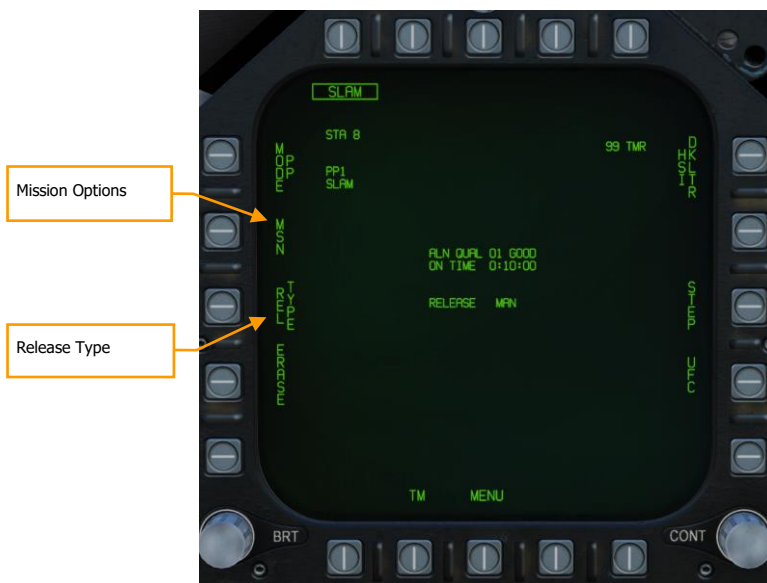 SLAM
STA 8
99 TMR
MODE
PP
PP1
SLAM
HSI
DKLTR
Mission Options
MSN
ALN QUAL 01 GOOD
ON TIME 0:10:00
REL
TYPE
RELEASE MAN
STEP
Release Type
ERASE
UFC
TM MENU
BRT
CONT